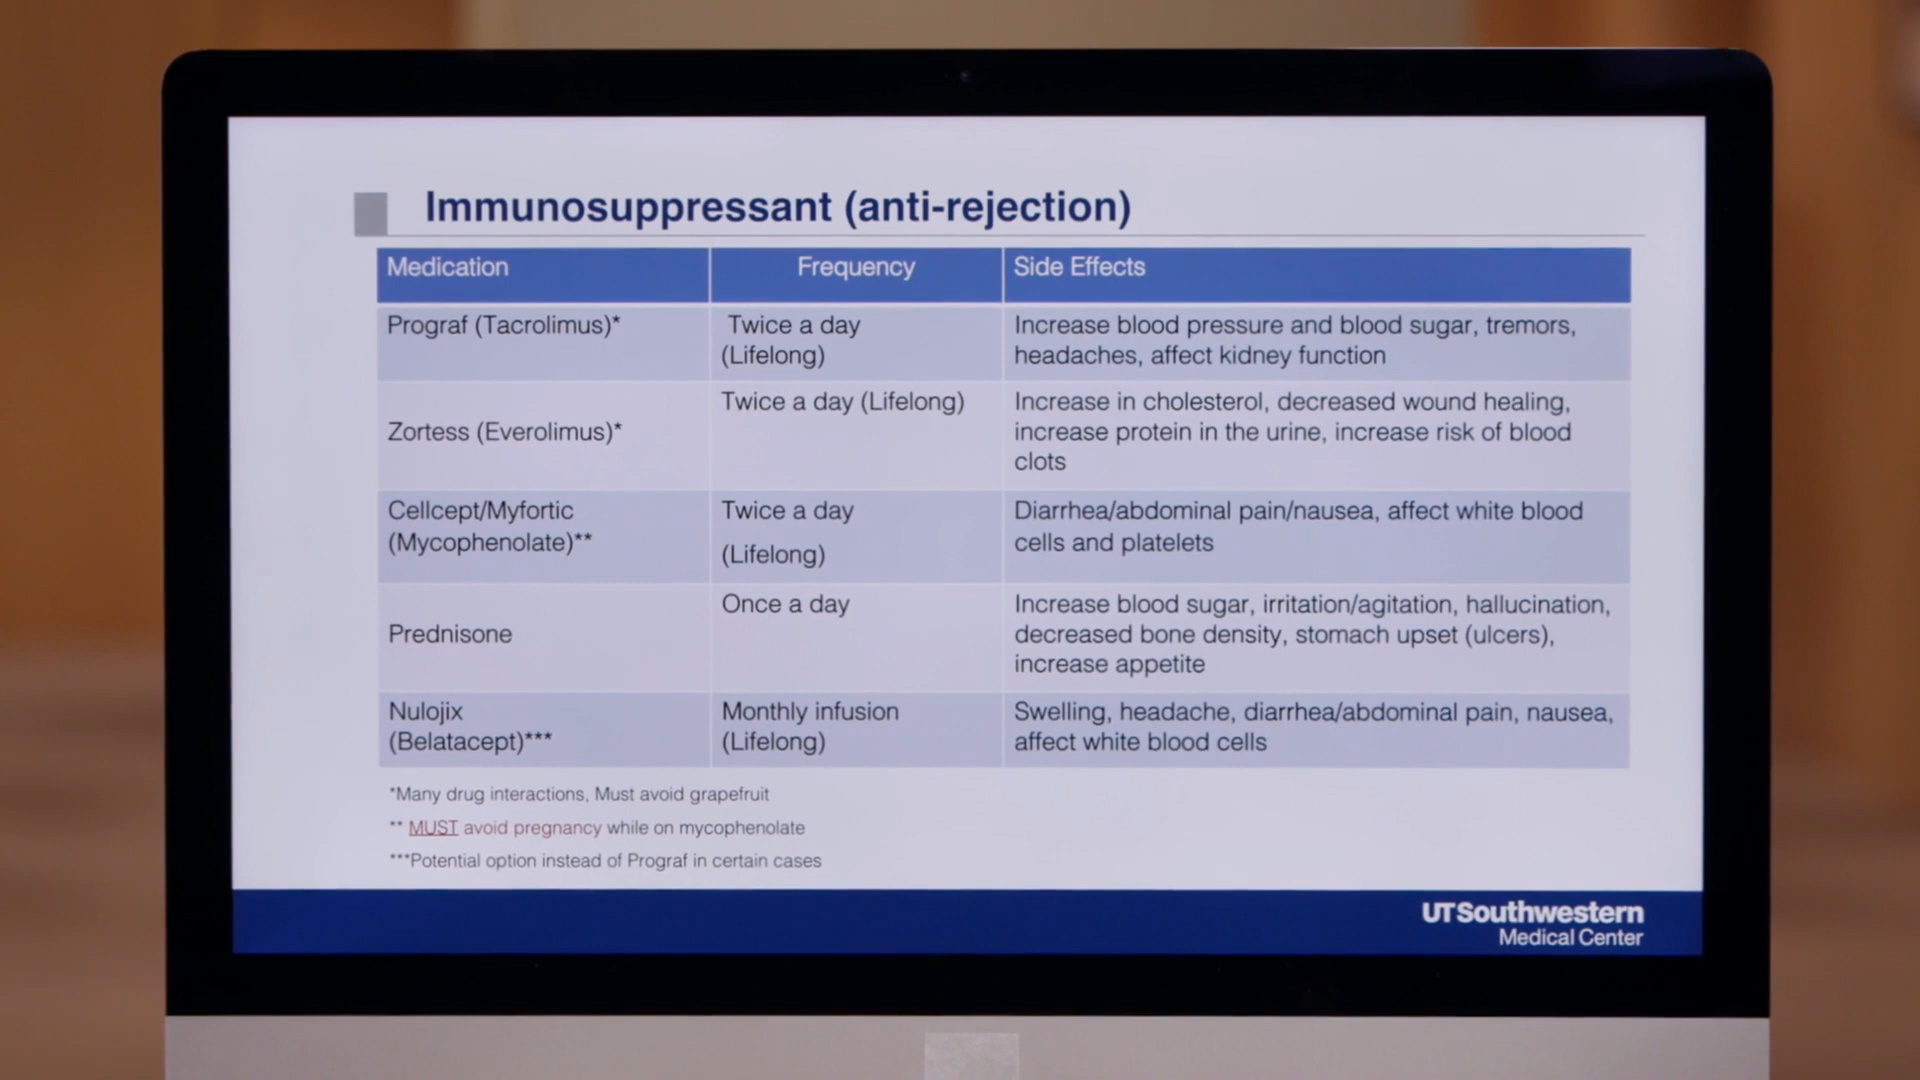 Immunosuppressant (anti-rejection)
Medication
Frequency
Side Effects
Prograf (Tacrolimus)*
Twice a day
(Lifelong)
Increase blood pressure and blood sugar, tremors,
headaches, affect kidney function
Zortess (Everolimus)*
Twice a day (Lifelong)
Increase in cholesterol, decreased wound healing,
increase protein in the urine, increase risk of blood
clots
Cellcept/Myfortic
(Mycophenolate)**
Twice a day
(Lifelong)
Diarrhea/abdominal pain/nausea, affect white blood
cells and platelets
Prednisone
Once a day
Increase blood sugar, irritation/agitation, hallucination,
decreased bone density, stomach upset (ulcers),
increase appetite
Nulojix
(Belatacept)***
Monthly infusion
(Lifelong)
Swelling, headache, diarrhea/abdominal pain, nausea,
affect white blood cells
*Many drug interactions, Must avoid grapefruit
** MUST avoid pregnancy while on mycophenolate
***Potential option instead of Prograf in certain cases
UTSouthwestern
Medical Center